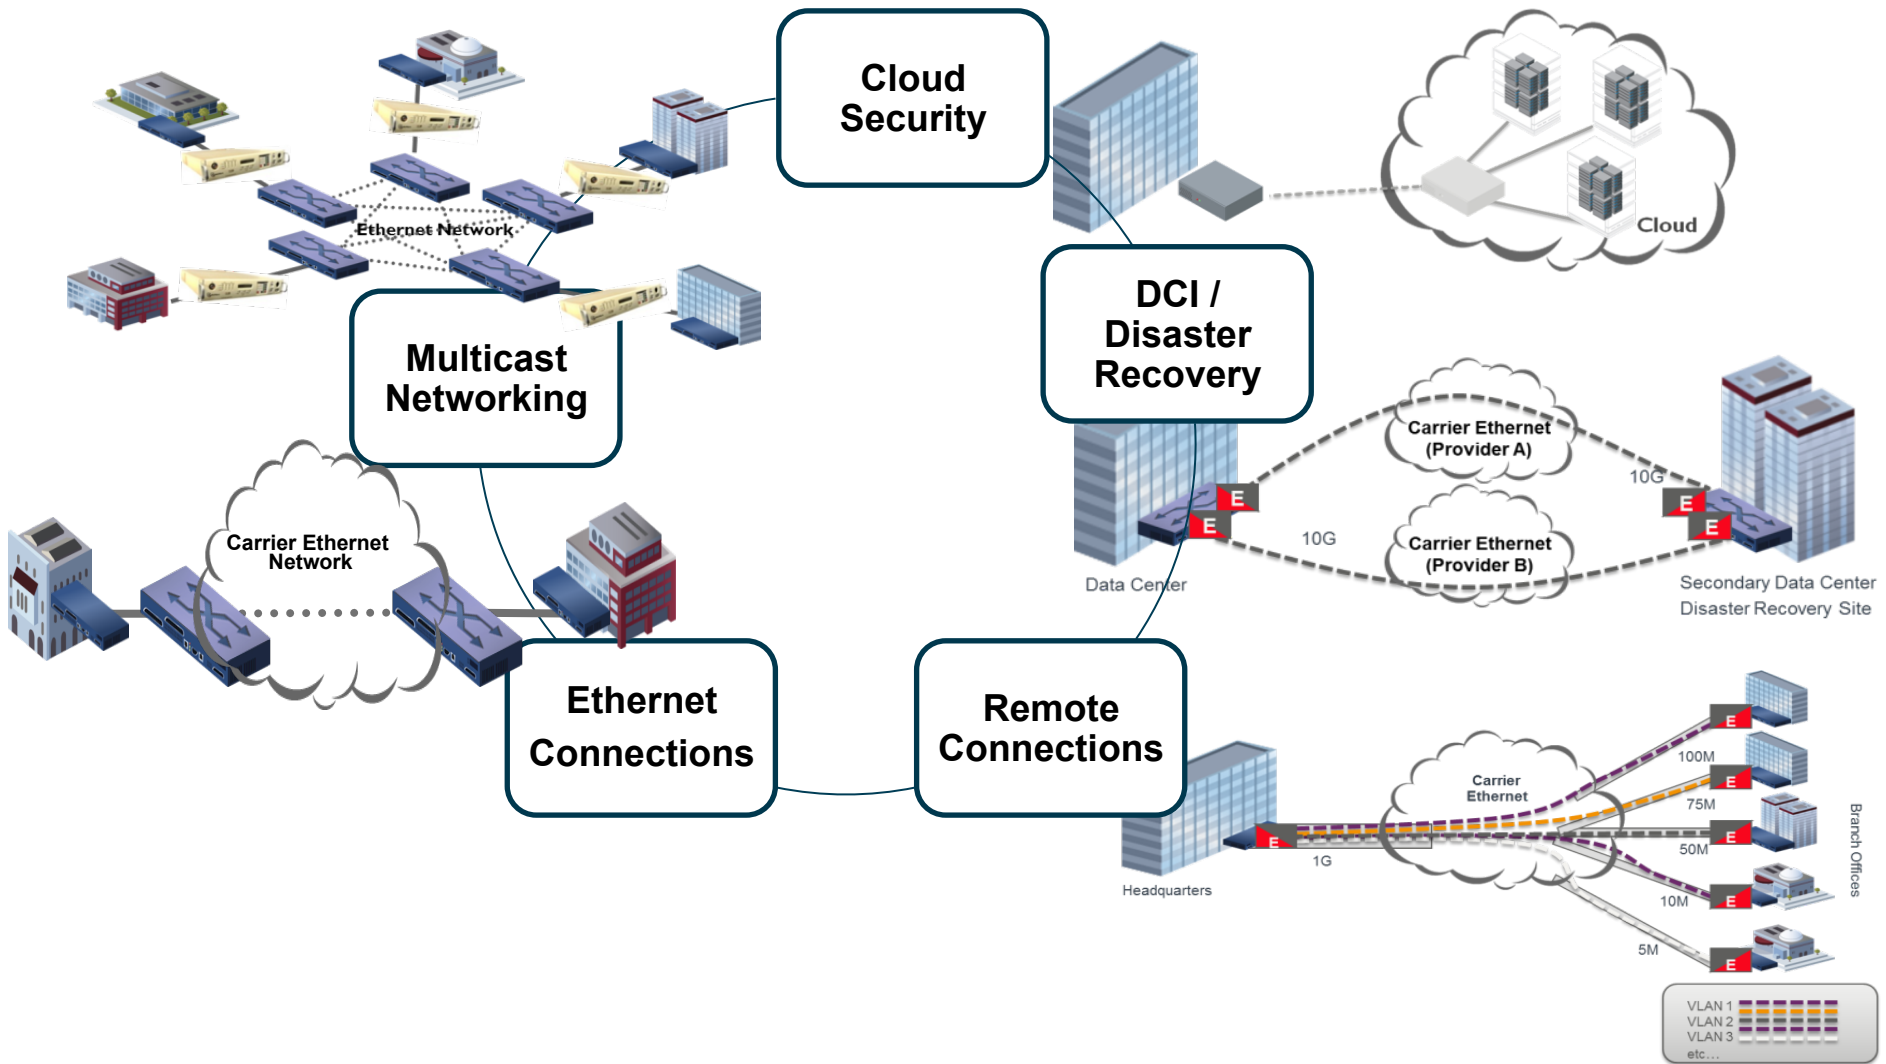 Cloud
Security
Ethernet Network
Cloud
DCI /
Disaster
Recovery
Multicast
Networking
Carrier Ethernet
(Provider A)
10G
E
E
E
E
10G
Carrier Ethernet
(Provider B)
Data Center
Secondary Data Center
Disaster Recovery Site
Carrier Ethernet
Network
Ethernet
Connections
Remote
Connections
Carrier
Ethernet
E
100M
E
75M
E
50M
E
1G
E
10M
E
5M
Headquarters
Branch Offices
VLAN 1
VLAN 2
VLAN 3
etc...